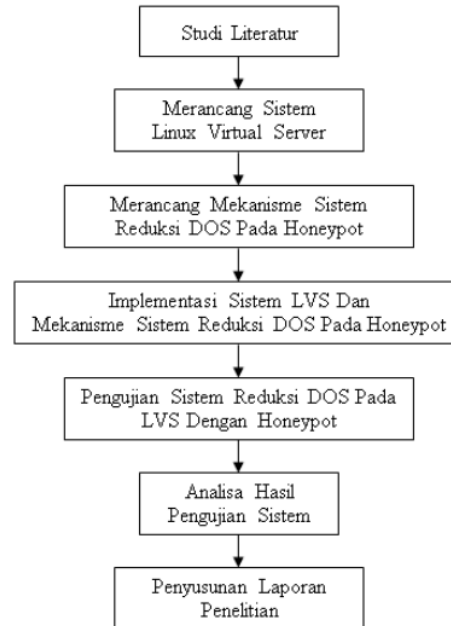 Studi Literatur
Merancang Sistem
Linux Virtual Server
Merancang Mekanisme Sistem
Reduksi DOS Pada Honeypot
Implementasi Sistem LVS Dan
Mekanisme Sistem Reduksi DOS Pada Honeypot
Pengujian Sistem Reduksi DOS Pada
LVS Dengan Honeypot
Analisa Hasil
Pengujian Sistem
Penyusunan Laporan
Penelitian